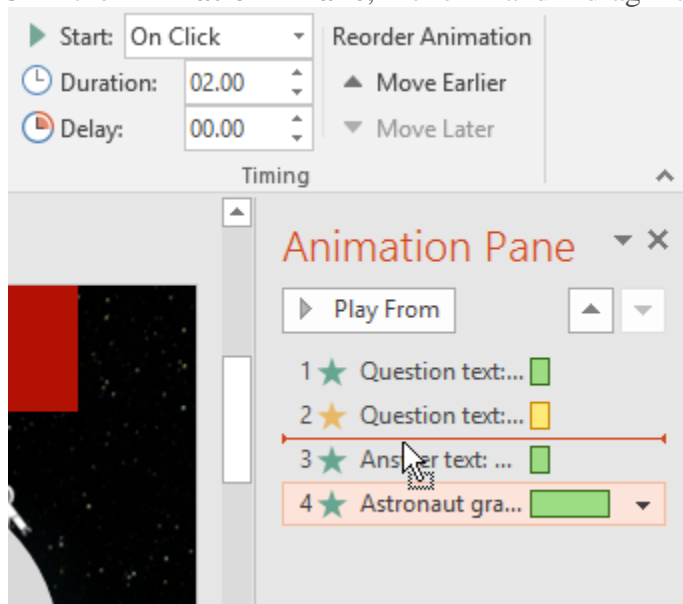 Start: On Click Reorder Animation
Duration: 02.00 Move Earlier
Delay: 00.00 Move Later
Timing
Animation Pane
Play From
1 Question text:...
2 Question text:...
3 Answer text: ...
4 Astronaut gra...